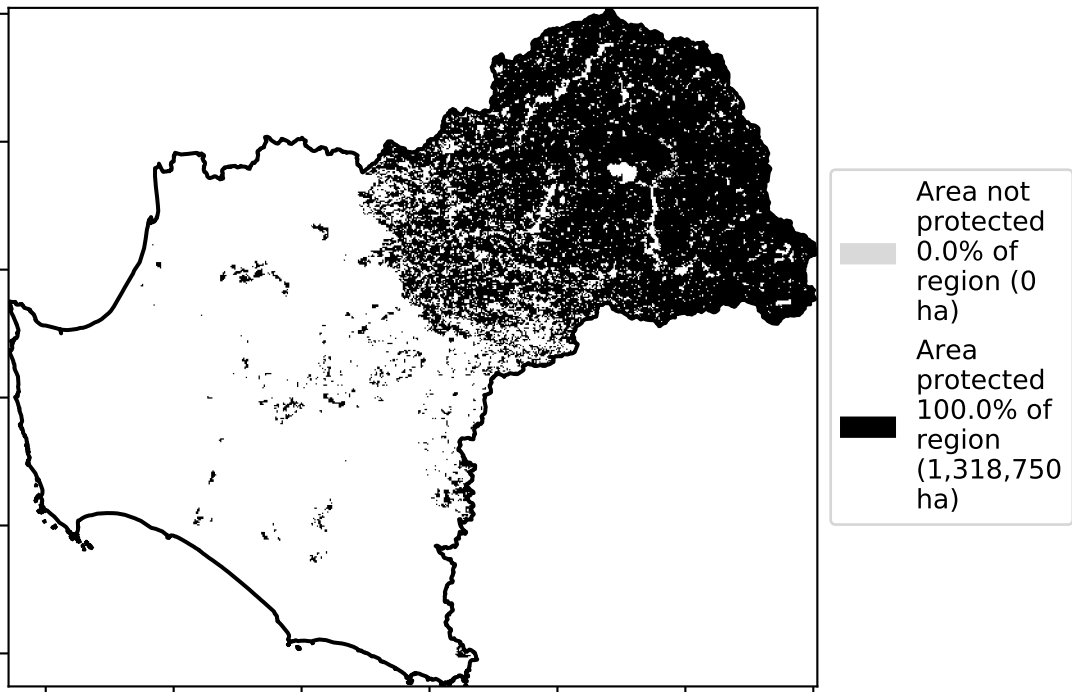 Area not
protected
0.0% of
region (0
ha)
Area
protected
100.0% of
region
(1,318,750
ha)